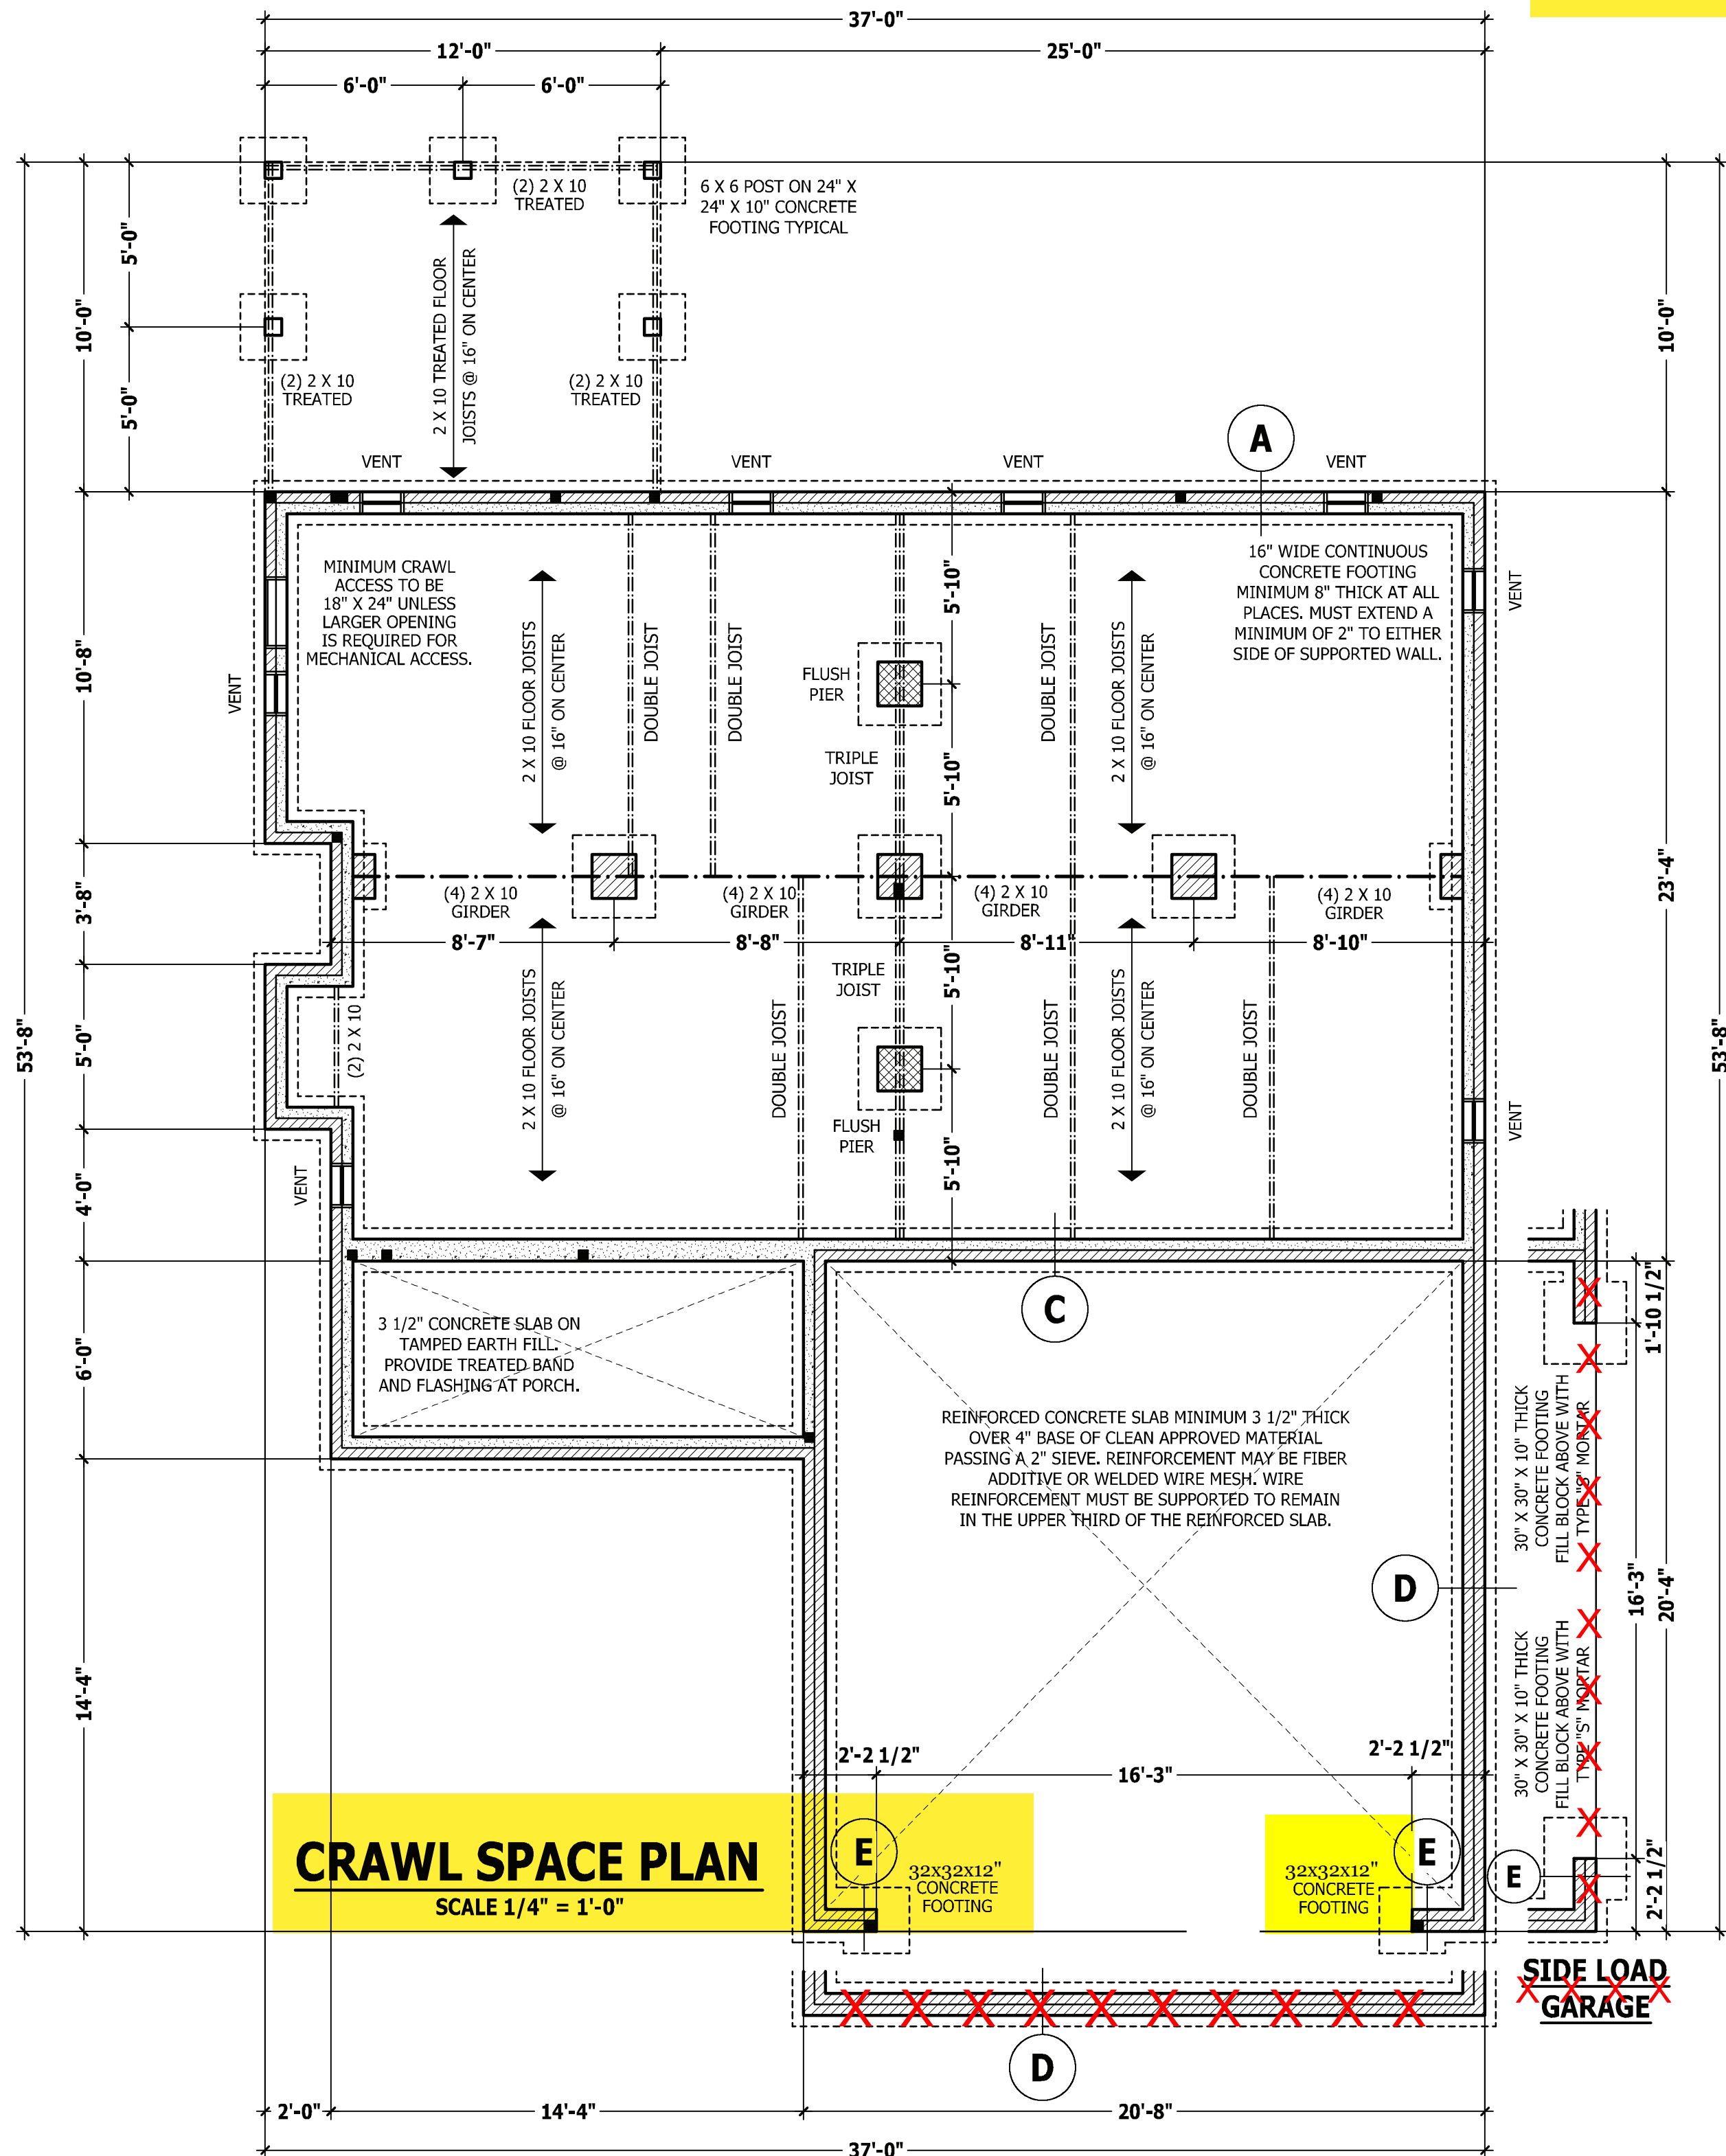 37'-0"
12'-0"
25'-0"
6'-0"
6'-0"
(2) 2 X 10
TREATED
6 X 6 POST ON 24" X
24" X 10" CONCRETE
FOOTING TYPICAL
5'-0"
5'-0"
10'-0"
10'-0"
2 X 10 TREATED FLOOR
JOISTS @ 16" ON CENTER
(2) 2 X 10
TREATED
(2) 2 X 10
TREATED
A
VENT
VENT
VENT
VENT
MINIMUM CRAWL
ACCESS TO BE
18" X 24" UNLESS
LARGER OPENING
IS REQUIRED FOR
MECHANICAL ACCESS.
16" WIDE CONTINUOUS
CONCRETE FOOTING
MINIMUM 8" THICK AT ALL
PLACES. MUST EXTEND A
MINIMUM OF 2" TO EITHER
SIDE OF SUPPORTED WALL.
5'-10"
VENT
VENT
10'-8"
2 X 10 FLOOR JOISTS
@ 16" ON CENTER
DOUBLE JOIST
DOUBLE JOIST
FLUSH
PIER
TRIPLE
JOIST
5'-10"
DOUBLE JOIST
2 X 10 FLOOR JOISTS
@ 16" ON CENTER
23'-4"
3'-8"
(4) 2 X 10
GIRDER
(4) 2 X 10
GIRDER
(4) 2 X 10
GIRDER
(4) 2 X 10
GIRDER
8'-7"
8'-8"
8'-11"
8'-10"
53'-8"
53'-8"
5'-0"
(2) 2 X 10
2 X 10 FLOOR JOISTS
@ 16" ON CENTER
DOUBLE JOIST
TRIPLE
JOIST
5'-10"
FLUSH
PIER
5'-10"
DOUBLE JOIST
2 X 10 FLOOR JOISTS
@ 16" ON CENTER
DOUBLE JOIST
VENT
VENT
4'-0"
C
3 1/2" CONCRETE SLAB ON
TAMPED EARTH FILL.
PROVIDE TREATED BAND
AND FLASHING AT PORCH.
6'-0"
REINFORCED CONCRETE SLAB MINIMUM 3 1/2" THICK
OVER 4" BASE OF CLEAN APPROVED MATERIAL
PASSING A 2" SIEVE. REINFORCEMENT MAY BE FIBER
ADDITIVE OR WELDED WIRE MESH. WIRE
REINFORCEMENT MUST BE SUPPORTED TO REMAIN
IN THE UPPER THIRD OF THE REINFORCED SLAB.
1'-10 1/2"
30" X 30" X 10" THICK
CONCRETE FOOTING
FILL BLOCK ABOVE WITH
TYPE "S" MORTAR
D
16'-3"
20'-4"
30" X 30" X 10" THICK
CONCRETE FOOTING
FILL BLOCK ABOVE WITH
TYPE "S" MORTAR
14'-4"
2'-2 1/2"
16'-3"
2'-2 1/2"
CRAWL SPACE PLAN
SCALE 1/4" = 1'-0"
E
32x32x12"
CONCRETE
FOOTING
32x32x12"
CONCRETE
FOOTING
E
E
2'-2 1/2"
X X X X X X X X X X
X X X X X X X X X X
SIDE LOAD
X X X X
GARAGE
D
2'-0"
14'-4"
20'-8"
37'-0"